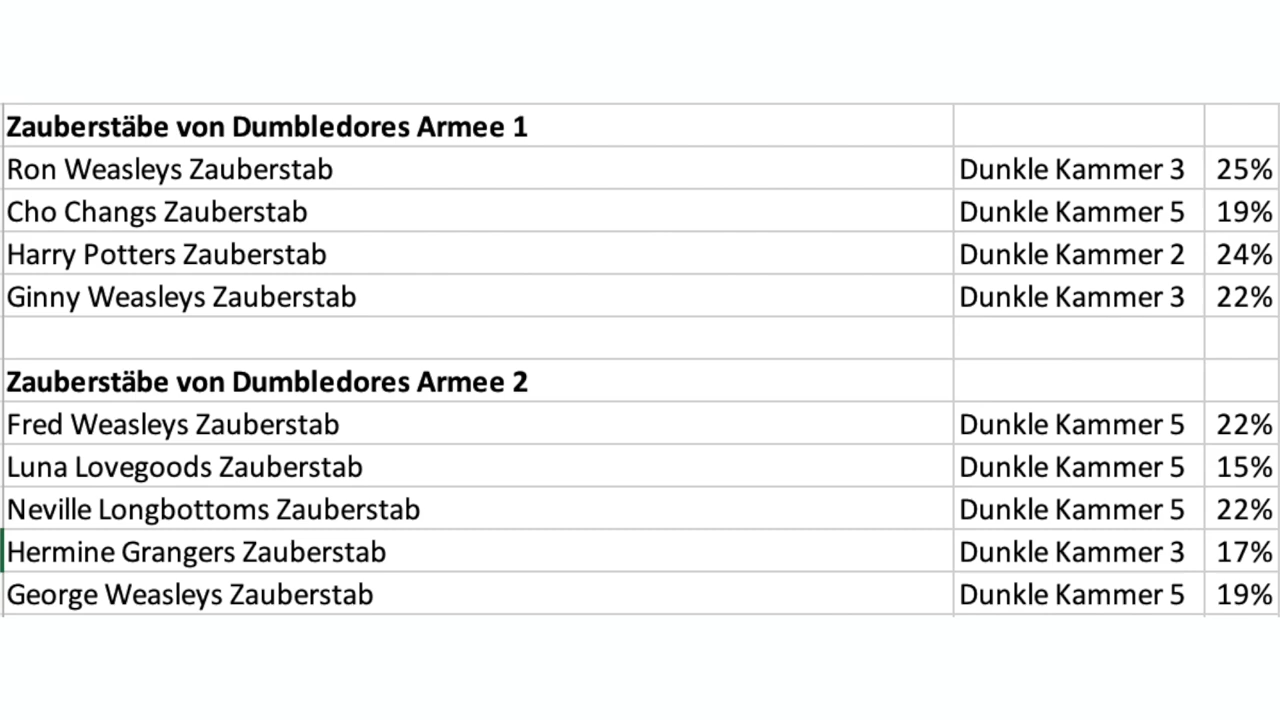 Zauberstäbe von Dumbledores Armee 1
Ron Weasleys Zauberstab Dunkle Kammer 3 25%
Cho Changs Zauberstab Dunkle Kammer 5 19%
Harry Potters Zauberstab Dunkle Kammer 2 24%
Ginny Weasleys Zauberstab Dunkle Kammer 3 22%
Zauberstäbe von Dumbledores Armee 2
Fred Weasleys Zauberstab Dunkle Kammer 5 22%
Luna Lovegoods Zauberstab Dunkle Kammer 5 15%
Neville Longbottoms Zauberstab Dunkle Kammer 5 22%
Hermine Grangers Zauberstab Dunkle Kammer 3 17%
George Weasleys Zauberstab Dunkle Kammer 5 19%